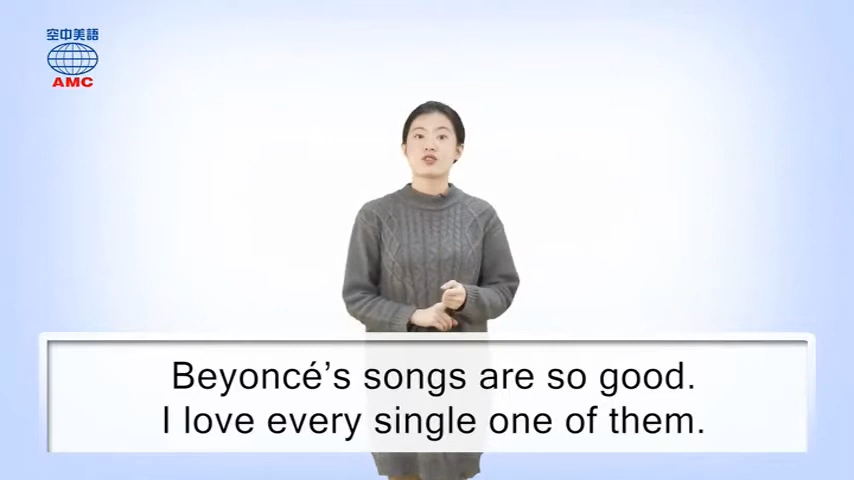 空中美語
AMC
Beyoncé’s songs are so good.
I love every single one of them.